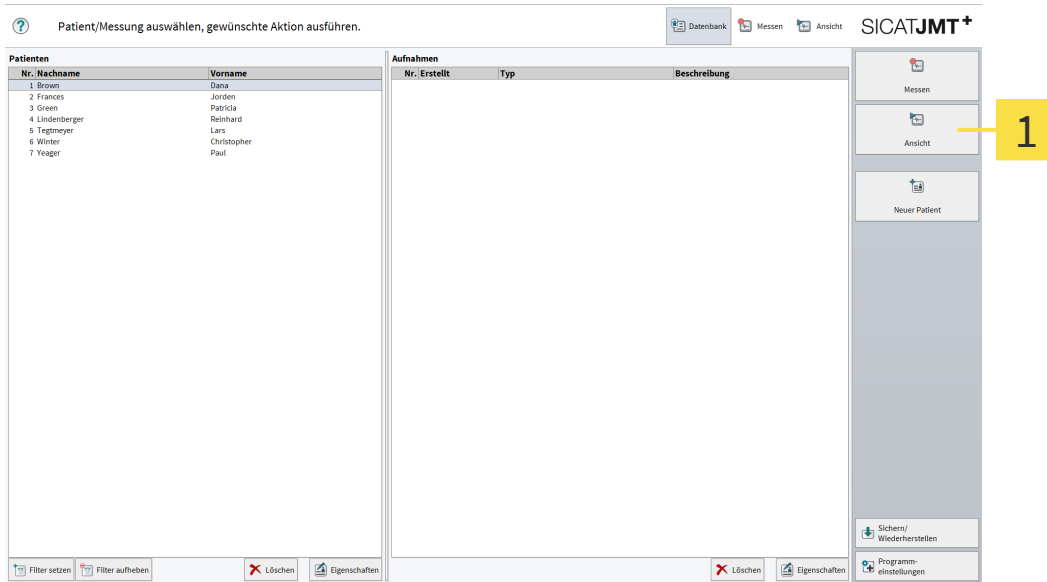 ? Patient/Messung auswählen, gewünschte Aktion ausführen. Datenbank Messen Ansicht SICATJMT+
Patienten
Nr. Nachname Vorname
1 Brown Dana
2 Frances Jorden
3 Green Patricia
4 Lindenberger Reinhard
5 Tegtmeyer Lars
6 Winter Christopher
7 Yeager Paul
Filter setzen Filter aufheben Löschen Eigenschaften
Aufnahmen
Nr. Erstellt Typ Beschreibung
Löschen Eigenschaften
Messen
Ansicht
1
Neuer Patient
Sichern/
Wiederherstellen
Programm-
einstellungen